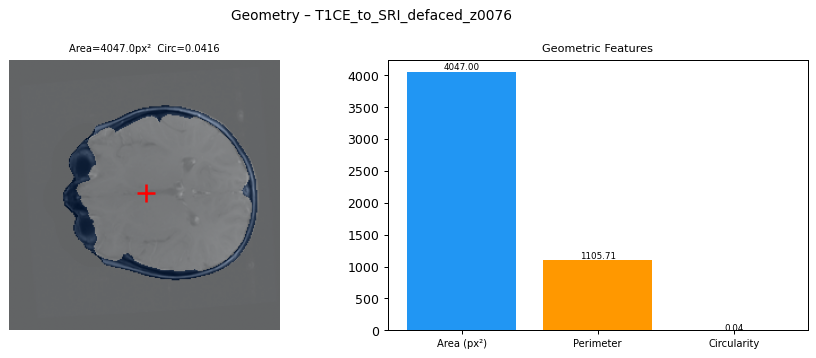 Geometry – T1CE_to_SRI_defaced_z0076
Area=4047.0px²  Circ=0.0416
Geometric Features
4000
3500
3000
2500
2000
1500
1000
500
0
4047.00
1105.71
0.04
Area (px²)
Perimeter
Circularity